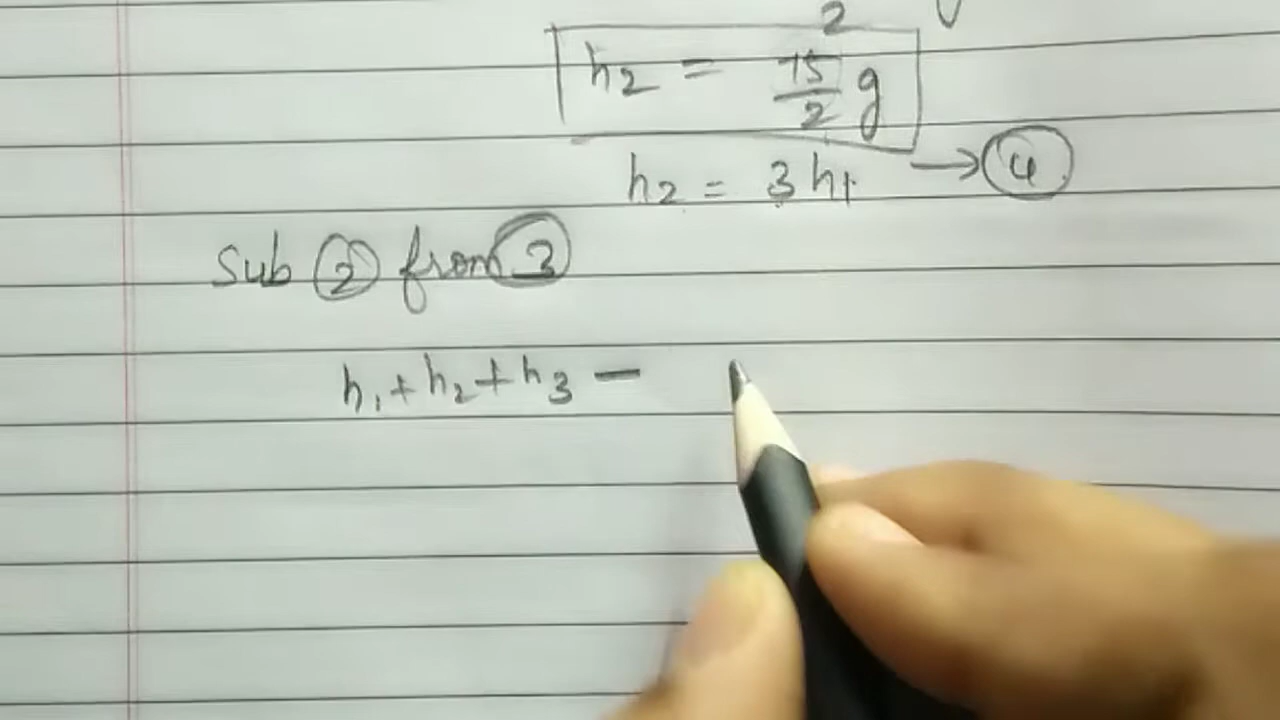 2
h2 = 15/2 g
h2 = 3h1 → 4
Sub 2 from 3
h1 + h2 + h3 −